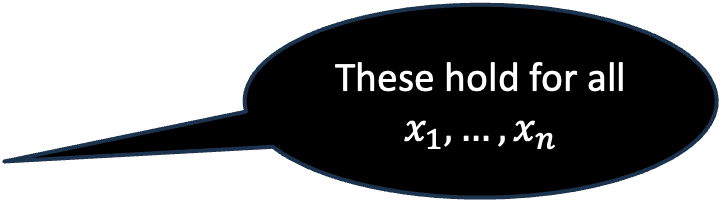 These hold for all
x₁, … , xₙ